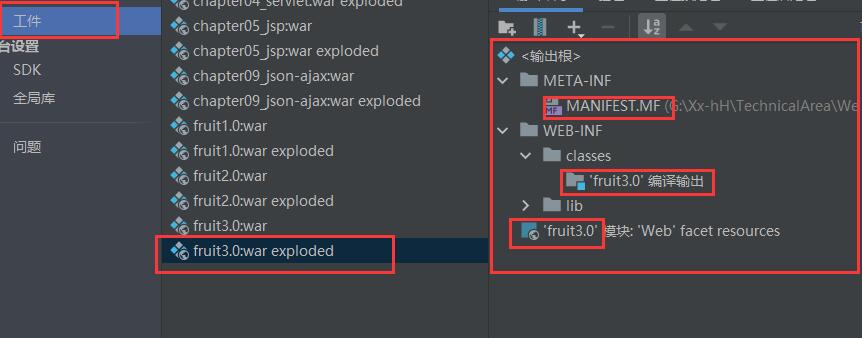 工件
台设置
SDK
全局库
问题
chapter04_servlet:war exploded
chapter05_jsp:war
chapter05_jsp:war exploded
chapter09_json-ajax:war
chapter09_json-ajax:war exploded
fruit1.0:war
fruit1.0:war exploded
fruit2.0:war
fruit2.0:war exploded
fruit3.0:war
fruit3.0:war exploded
<输出根>
META-INF
MANIFEST.MF (G:\Xx-hH\TechnicalArea\We
WEB-INF
classes
'fruit3.0' 编译输出
lib
'fruit3.0' 模块: 'Web' facet resources